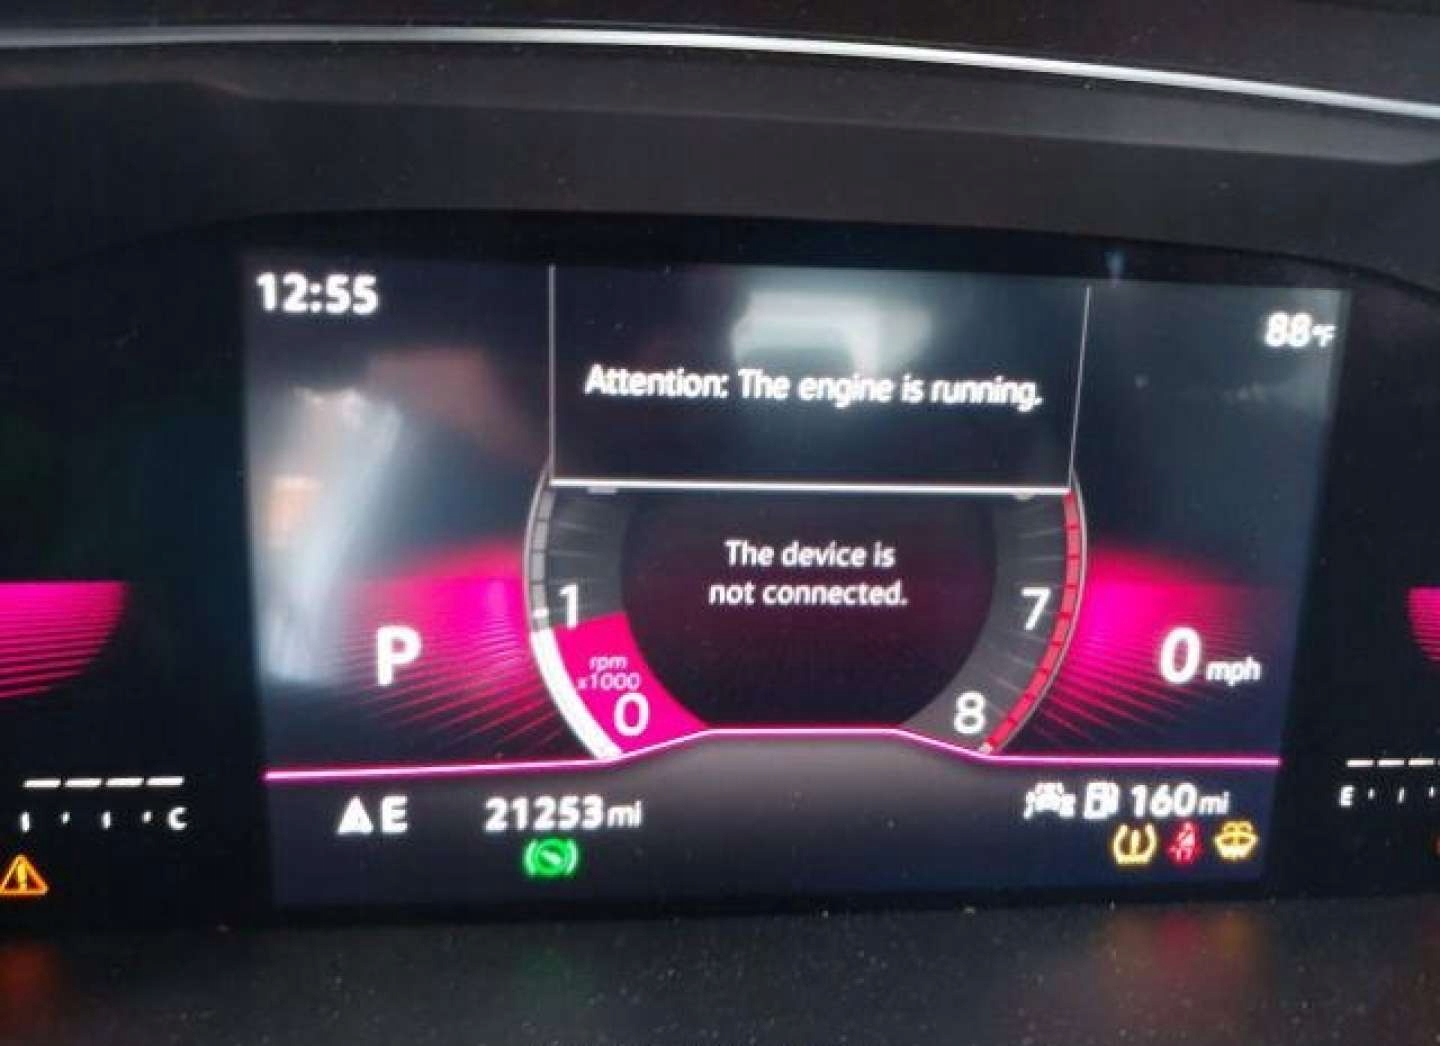 12:55
88°F
Attention: The engine is running.
The device is
not connected.
1
7
P
rpm
x1000
0
8
0 mph
E
21253 mi
160 mi
C
E